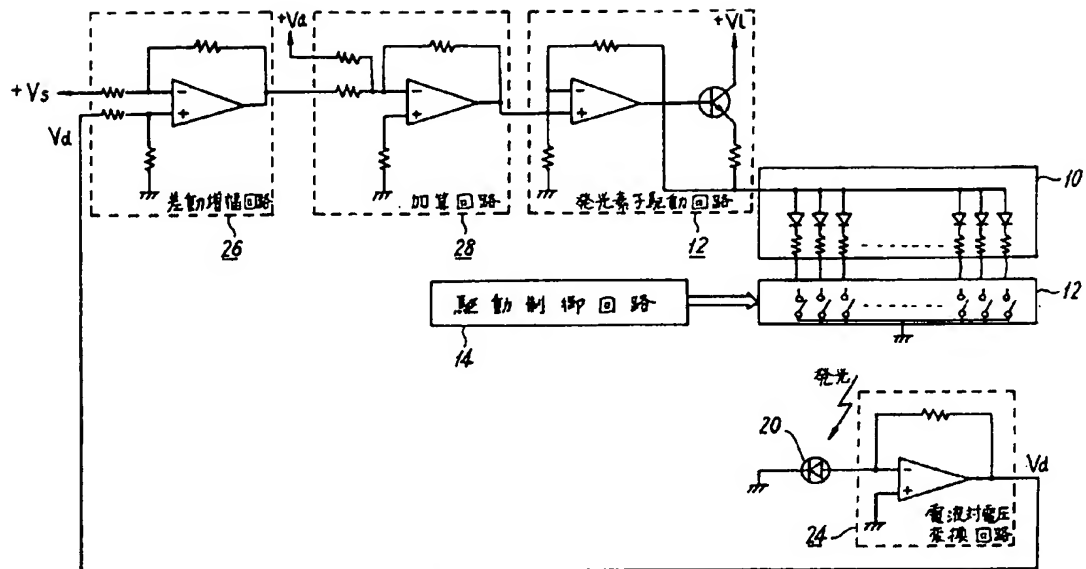 +Va
+Vl
+Vs
Vd
差動増幅回路
26
加算回路
28
発光素子駆動回路
12
10
12
駆動制御回路
14
発光
20
Vd
24
電流対電圧
変換回路